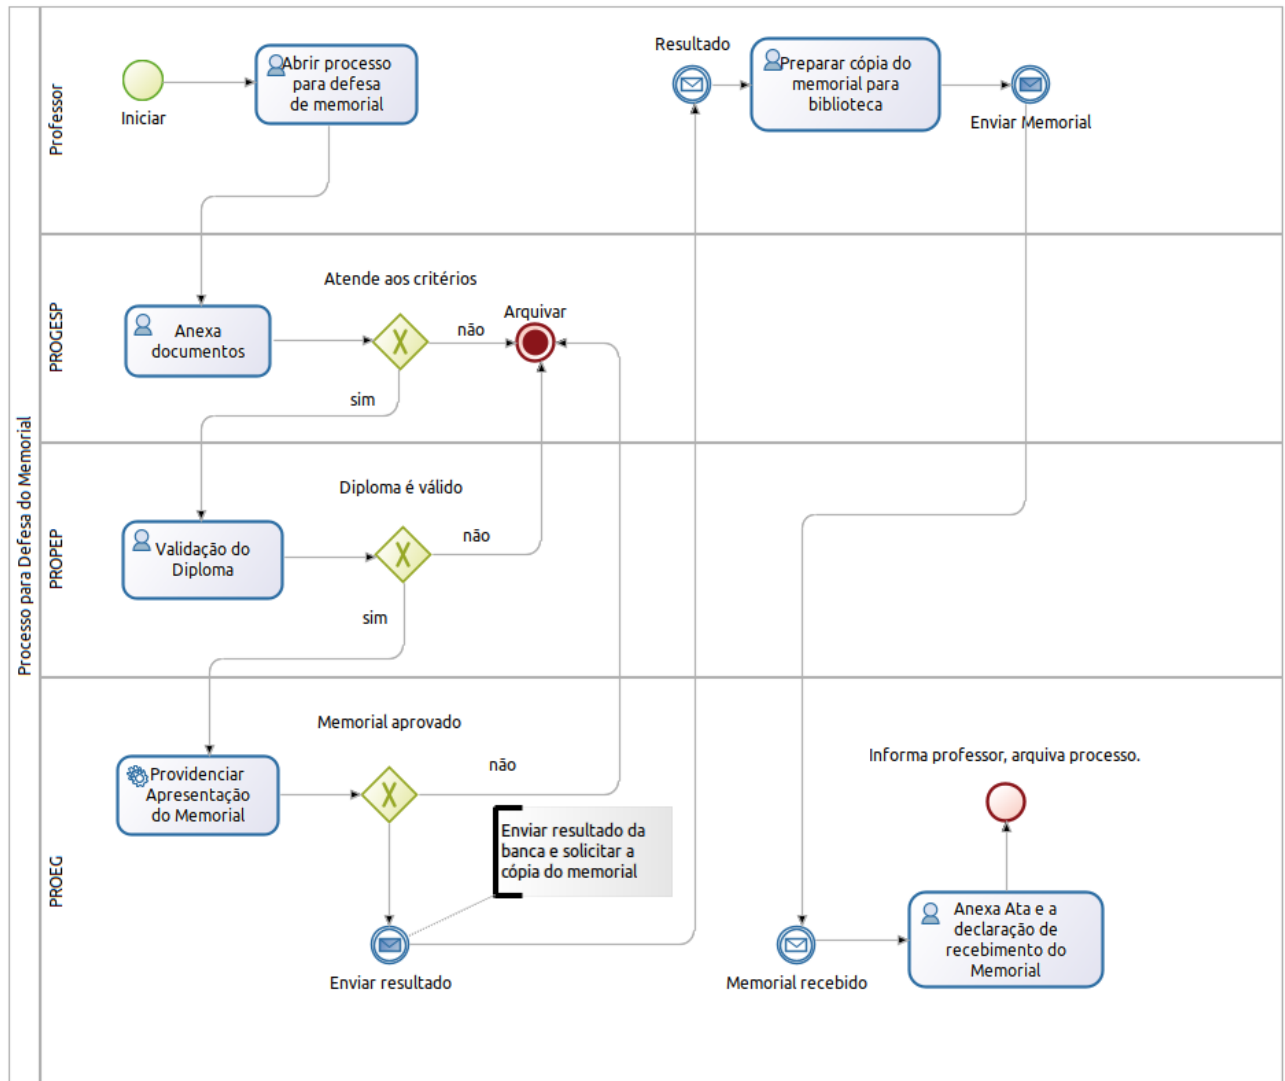 Processo para Defesa do Memorial
Professor
Iniciar
Abrir processo
para defesa
de memorial
Resultado
Preparar cópia do
memorial para
biblioteca
Enviar Memorial
PROGESP
Anexa
documentos
Atende aos critérios
não
sim
Arquivar
PROPEP
Validação do
Diploma
Diploma é válido
não
sim
PROEG
Providenciar
Apresentação
do Memorial
Memorial aprovado
não
Enviar resultado da
banca e solicitar a
cópia do memorial
Enviar resultado
Memorial recebido
Informa professor, arquiva processo.
Anexa Ata e a
declaração de
recebimento do
Memorial